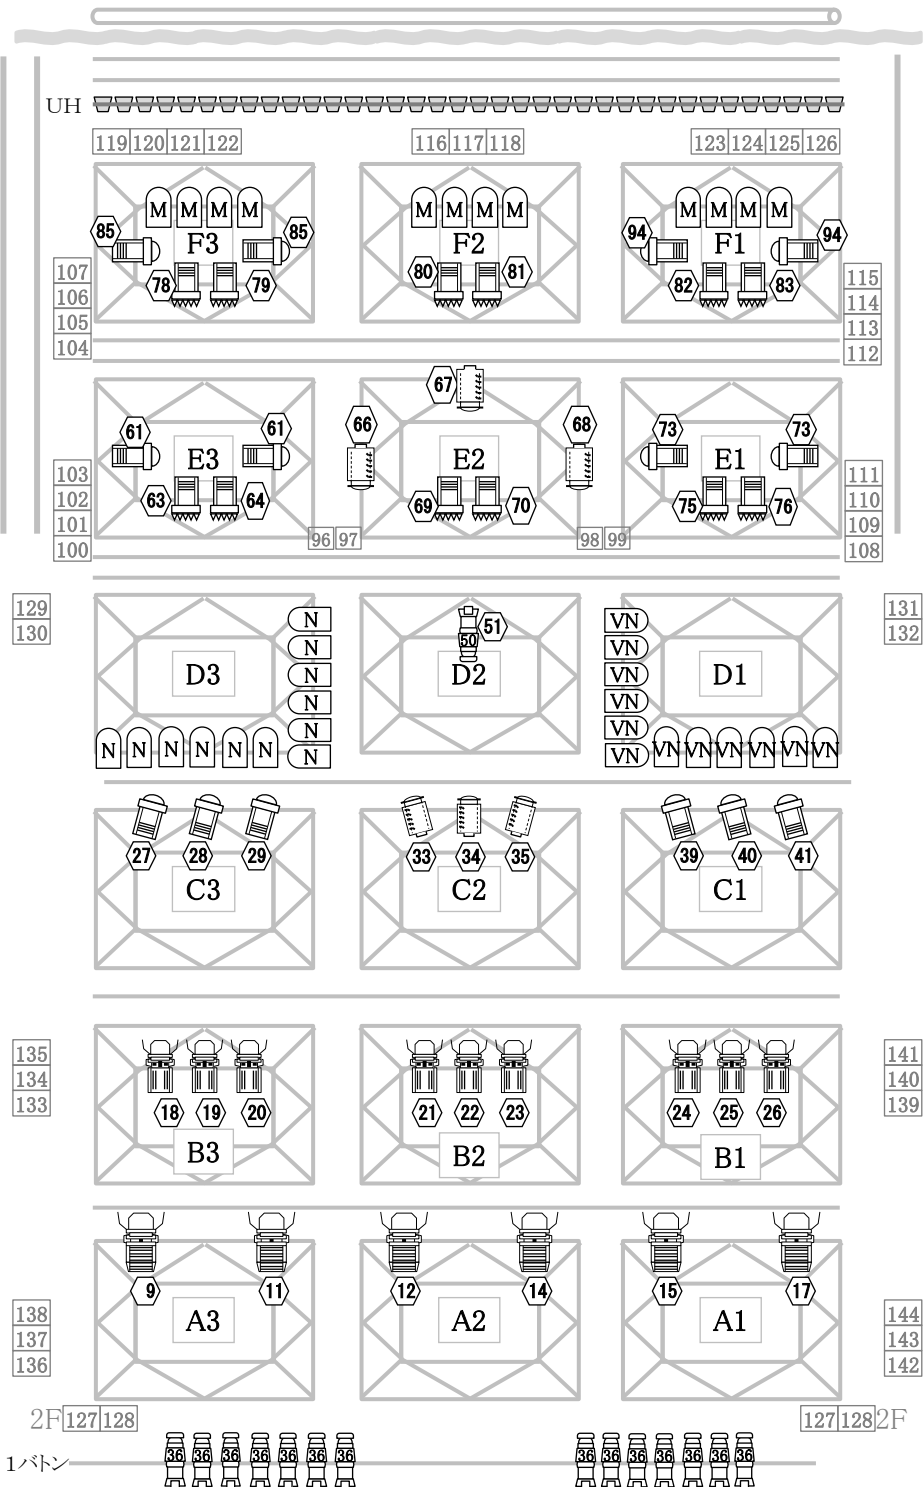 UH
119 120 121 122 116 117 118 123 124 125 126
M M M M M M M M M M M M
85 85 94 94
F3 F2 F1
107 78 79 80 81 82 83 115
106 114
105 113
104 112
67
61 61 66 68 73 73
E3 E2 E1
103 111
102 63 64 69 70 75 76 110
101 109
100 96 97 98 99 108
129 N 51 VN 131
130 N 50 VN 132
D3 N D2 VN D1
N VN
N VN
N N N N N N N VN VN VN VN VN VN VN
27 28 29 33 34 35 39 40 41
C3 C2 C1
135 141
134 140
133 18 19 20 21 22 23 24 25 26 139
B3 B2 B1
9 11 12 14 15 17
138 A3 A2 A1 144
137 143
136 142
2F 127 128 127 128 2F
1バトン 36 36 36 36 36 36 36 36 36 36 36 36 36 36